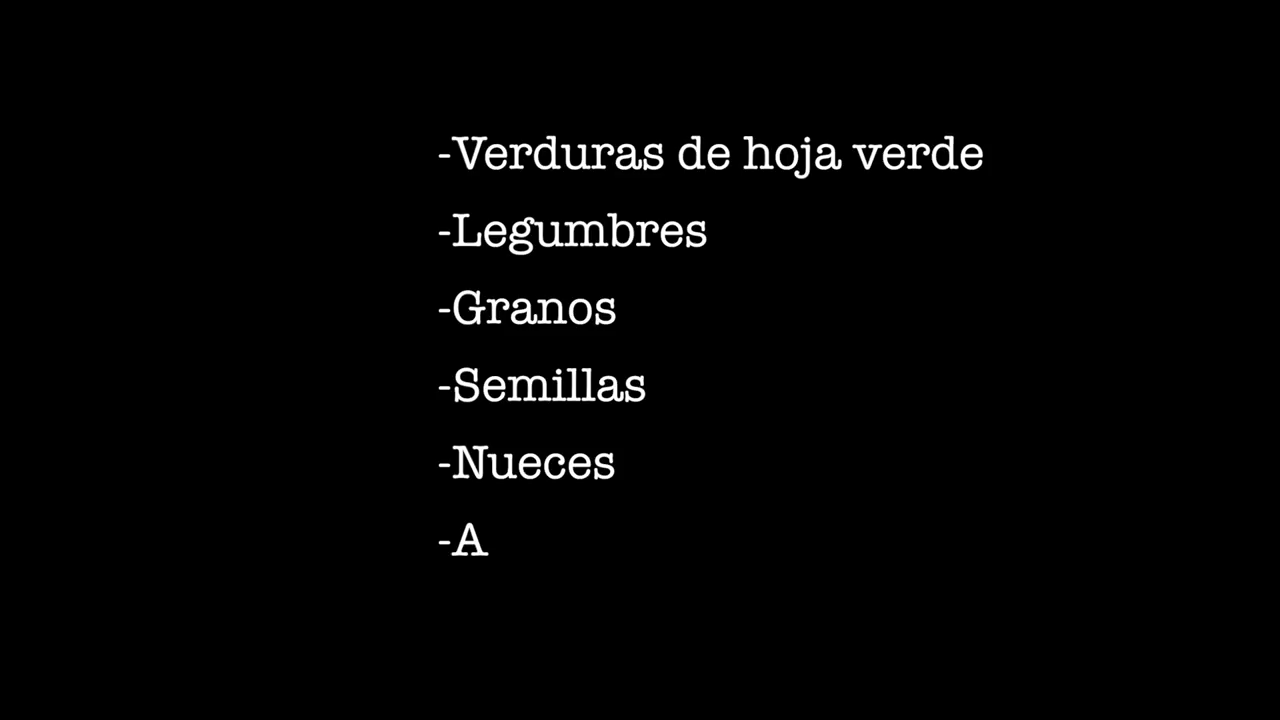 -Verduras de hoja verde
-Legumbres
-Granos
-Semillas
-Nueces
-A